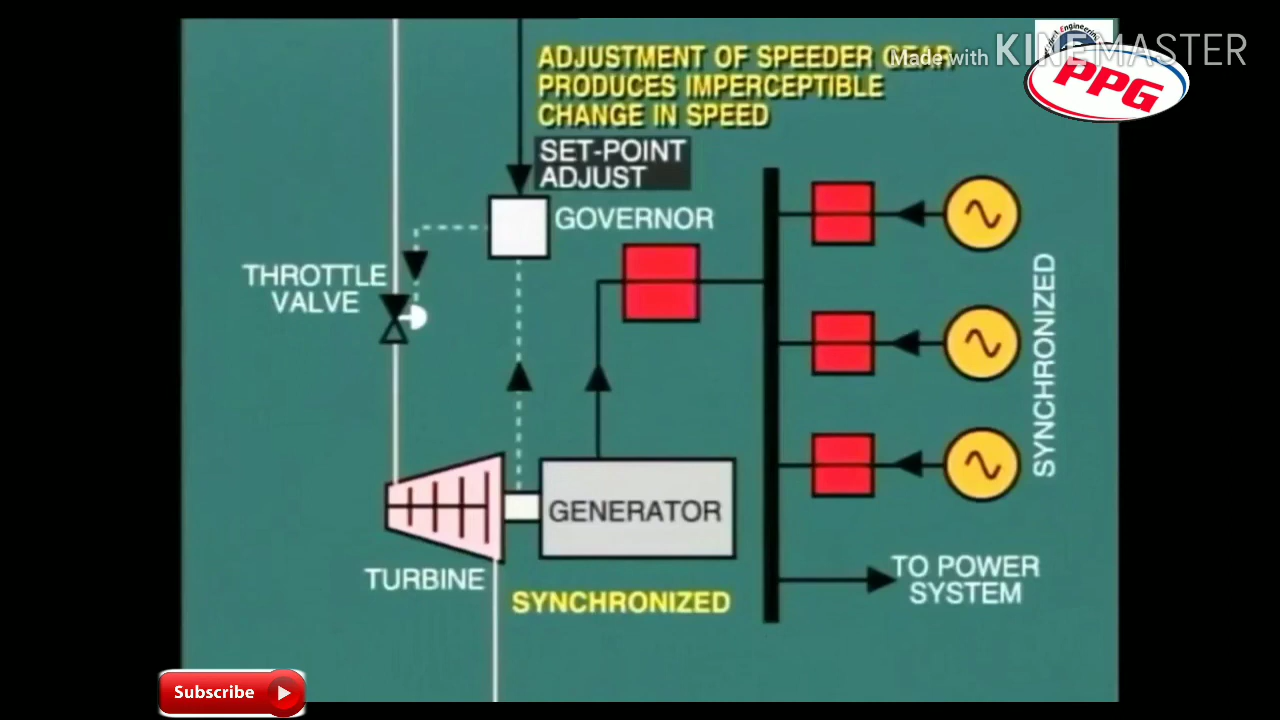 ADJUSTMENT OF SPEEDER GEAR
PRODUCES IMPERCEPTIBLE
CHANGE IN SPEED
Made with KINEMASTER
PPG
SET-POINT
ADJUST
GOVERNOR
THROTTLE
VALVE
SYNCHRONIZED
GENERATOR
TURBINE
SYNCHRONIZED
TO POWER
SYSTEM
Subscribe